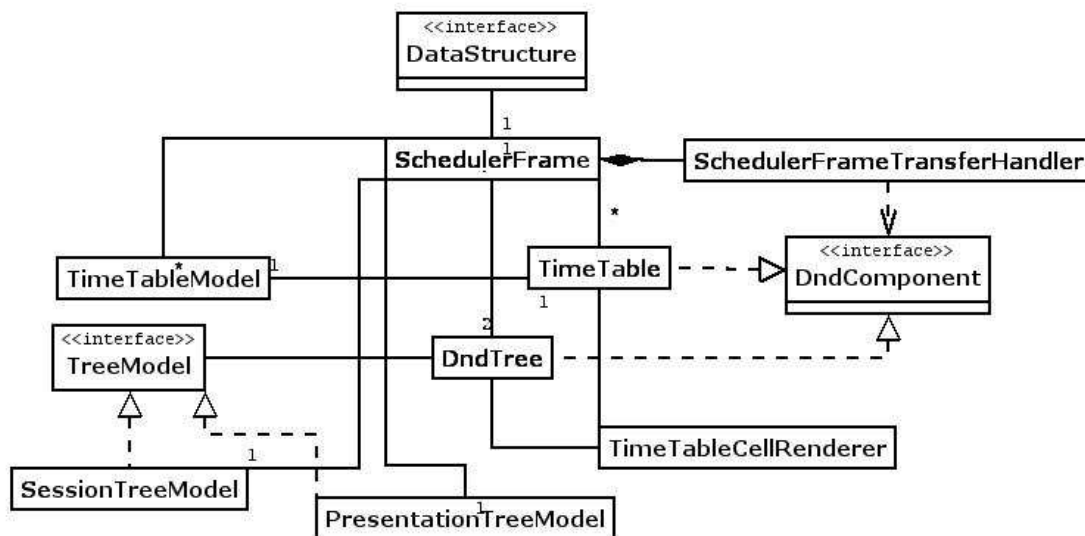 <<interface>>
DataStructure
1
1
SchedulerFrame
SchedulerFrameTransferHandler
*
<<interface>>
DndComponent
TimeTable
1
*
TimeTableModel
1
2
<<interface>>
TreeModel
DndTree
TimeTableCellRenderer
1
SessionTreeModel
1
PresentationTreeModel